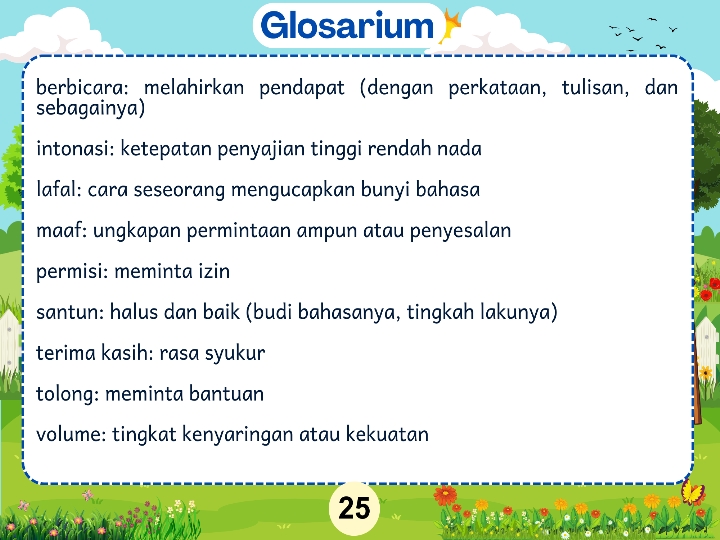 Glosarium
berbicara: melahirkan pendapat (dengan perkataan, tulisan, dan
sebagainya)
intonasi: ketepatan penyajian tinggi rendah nada
lafal: cara seseorang mengucapkan bunyi bahasa
maaf: ungkapan permintaan ampun atau penyesalan
permisi: meminta izin
santun: halus dan baik (budi bahasanya, tingkah lakunya)
terima kasih: rasa syukur
tolong: meminta bantuan
volume: tingkat kenyaringan atau kekuatan
25